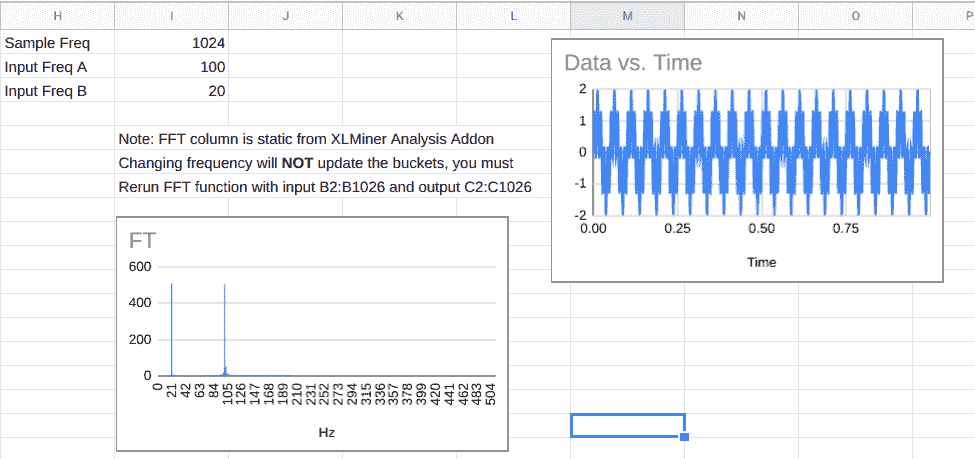 H I J K L M N O P
Sample Freq 1024
Input Freq A 100
Input Freq B 20
Note: FFT column is static from XLMiner Analysis Addon
Changing frequency will NOT update the buckets, you must
Rerun FFT function with input B2:B1026 and output C2:C1026
Data vs. Time
2
1
0
-1
-2
0.00 0.25 0.50 0.75
Time
FT
600
400
200
0
0 21 42 63 84 105 126 147 168 189 210 231 252 273 294 315 336 357 378 399 420 441 462 483 504
Hz